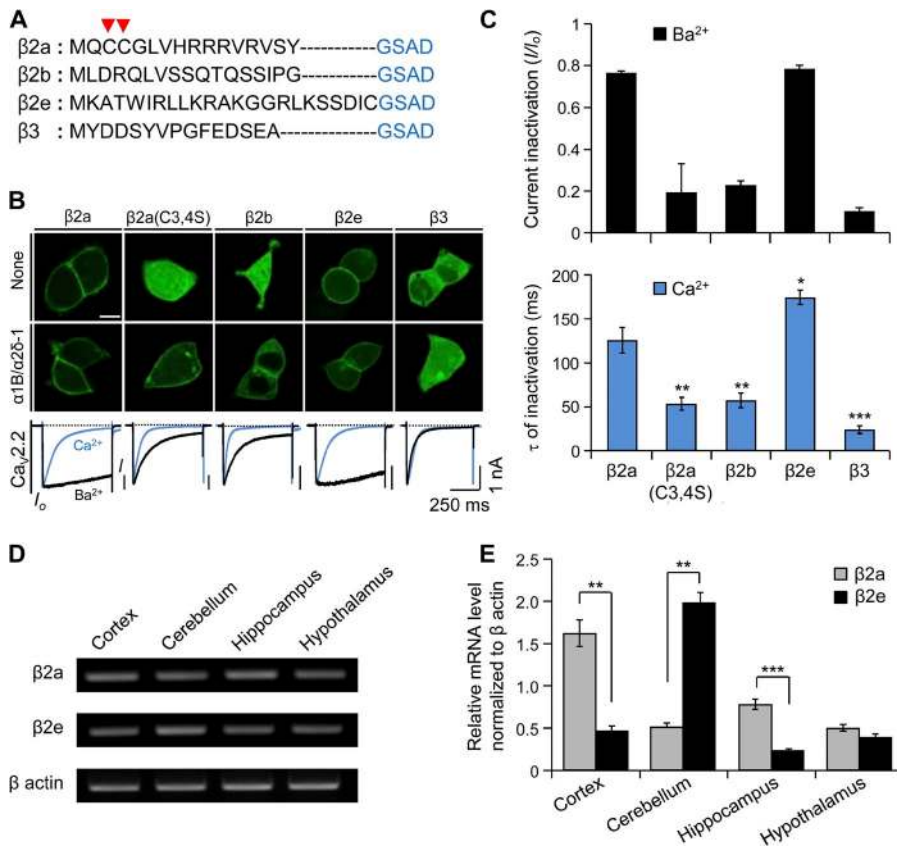 A
β2a : MQCCGLVHRRRVRVSY-----------GSAD
β2b : MLDRQLVSSQTQSSIPG-----------GSAD
β2e : MKATWIRLLKRAKGGRLKSSDICGSAD
β3 : MYDDSYVPGFEDSEA--------------GSAD
B
β2a β2a(C3,4S) β2b β2e β3
None
α1B/α2δ-1
CaV2.2
Ca2+
Ba2+
Io
I
1 nA
250 ms
C
Current inactivation (I/Io)
Ba2+
1
0.8
0.6
0.4
0.2
0
τ of inactivation (ms)
Ca2+
200
150
100
50
0
** ** * ***
β2a β2a (C3,4S) β2b β2e β3
D
Cortex Cerebellum Hippocampus Hypothalamus
β2a
β2e
β actin
E
Relative mRNA level
normalized to β actin
2.5
2.0
1.5
1.0
0.5
0
β2a
β2e
** ** ***
Cortex Cerebellum Hippocampus Hypothalamus